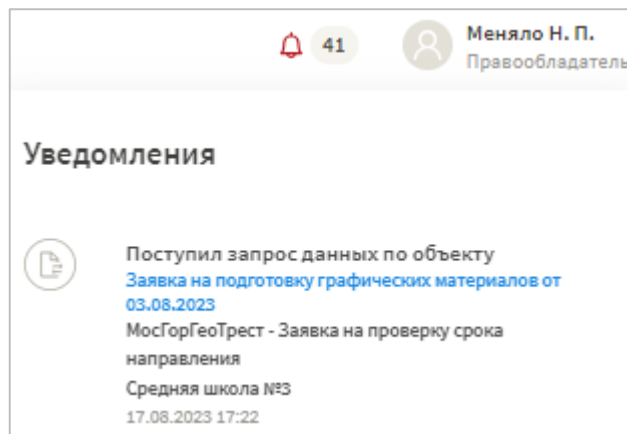 41
Меняло Н. П.
Правообладатель
Уведомления
Поступил запрос данных по объекту
Заявка на подготовку графических материалов от
03.08.2023
МосГорГеоТрест - Заявка на проверку срока
направления
Средняя школа №3
17.08.2023 17:22